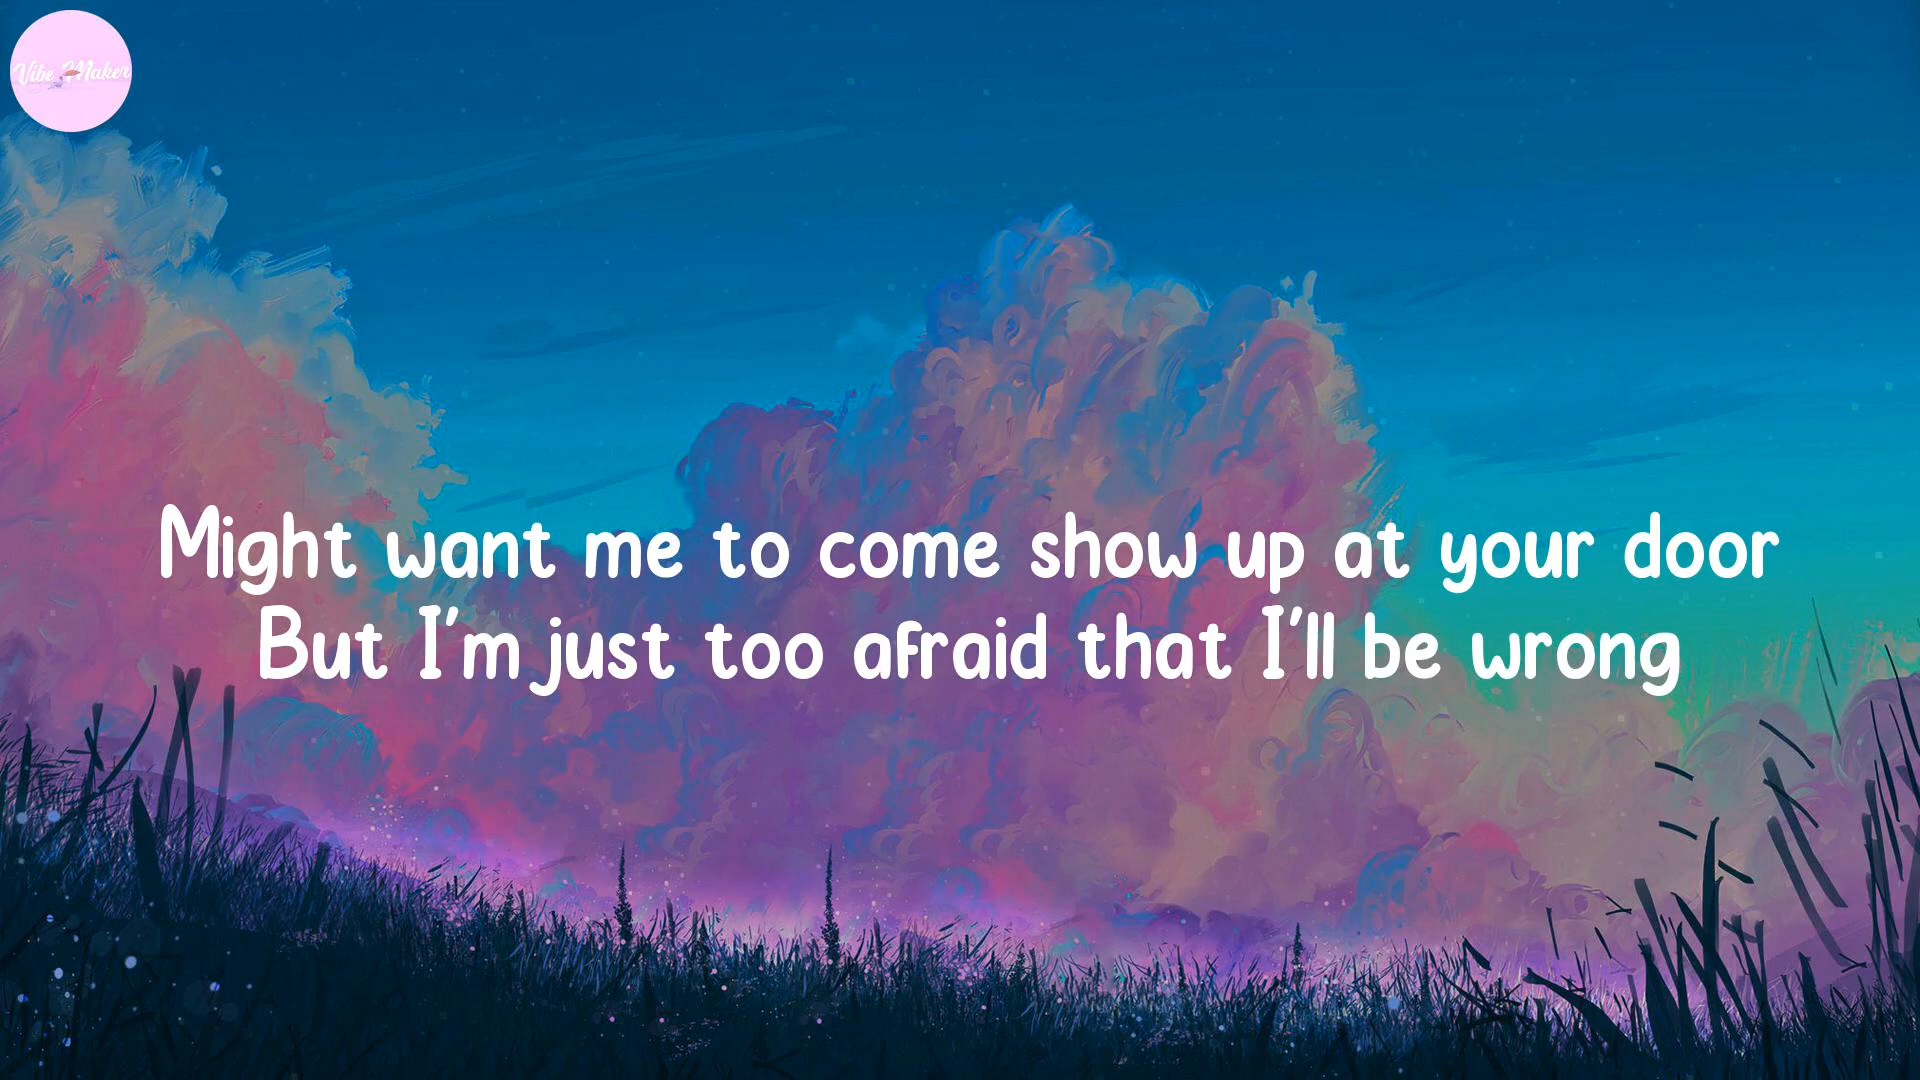 Vibe Maker
Might want me to come show up at your door
But I'm just too afraid that I'll be wrong